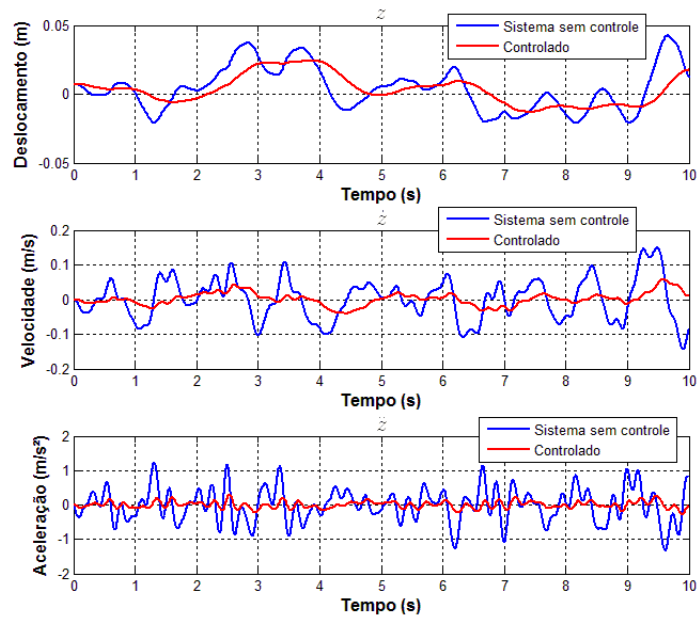 z
Sistema sem controle
Controlado
Deslocamento (m)
0.05
0
-0.05
0 1 2 3 4 5 6 7 8 9 10
Tempo (s)
ż
Sistema sem controle
Controlado
Velocidade (m/s)
0.2
0.1
0
-0.1
-0.2
0 1 2 3 4 5 6 7 8 9 10
Tempo (s)
z̈
Sistema sem controle
Controlado
Aceleração (m/s²)
2
1
0
-1
-2
0 1 2 3 4 5 6 7 8 9 10
Tempo (s)